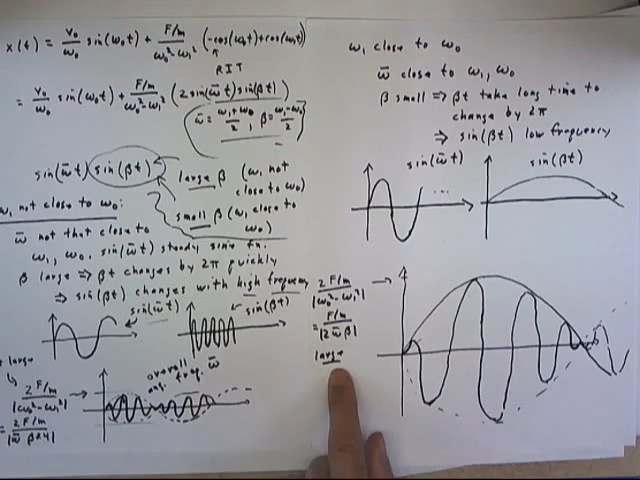 x(t) = v₀/ω₀ sin(ω₀t) + F/m / ω₀²-ω₁² (-cos(ω₀t)+cos(ω₁t))
RIT
= v₀/ω₀ sin(ω₀t) + F/m / ω₀²-ω₁² (2sin(ω̄t)sin(βt))
ω̄ = ω₁+ω₀/2, β = ω₁-ω₀/2
sin(ω̄t) sin(βt)
large β (ω₁ not
close to ω₀)
small β (ω₁ close to
ω₀)
ω₁ not close to ω₀:
ω̄ not that close to
ω₁, ω₀. sin(ω̄t) steady sine fn.
β large => βt changes by 2π quickly
=> sin(βt) changes with high frequency
sin(ω̄t)
sin(βt)
overall
ang. freq. ω̄
large
2F/m / |ω₀²-ω₁²|
ω₁ close to ω₀
ω̄ close to ω₁, ω₀
β small => βt take long time to
change by 2π
=> sin(βt) low frequency
sin(ω̄t) ...
sin(βt)
2F/m / |ω₀²-ω₁²|
= F/m / |2ω̄β|
large